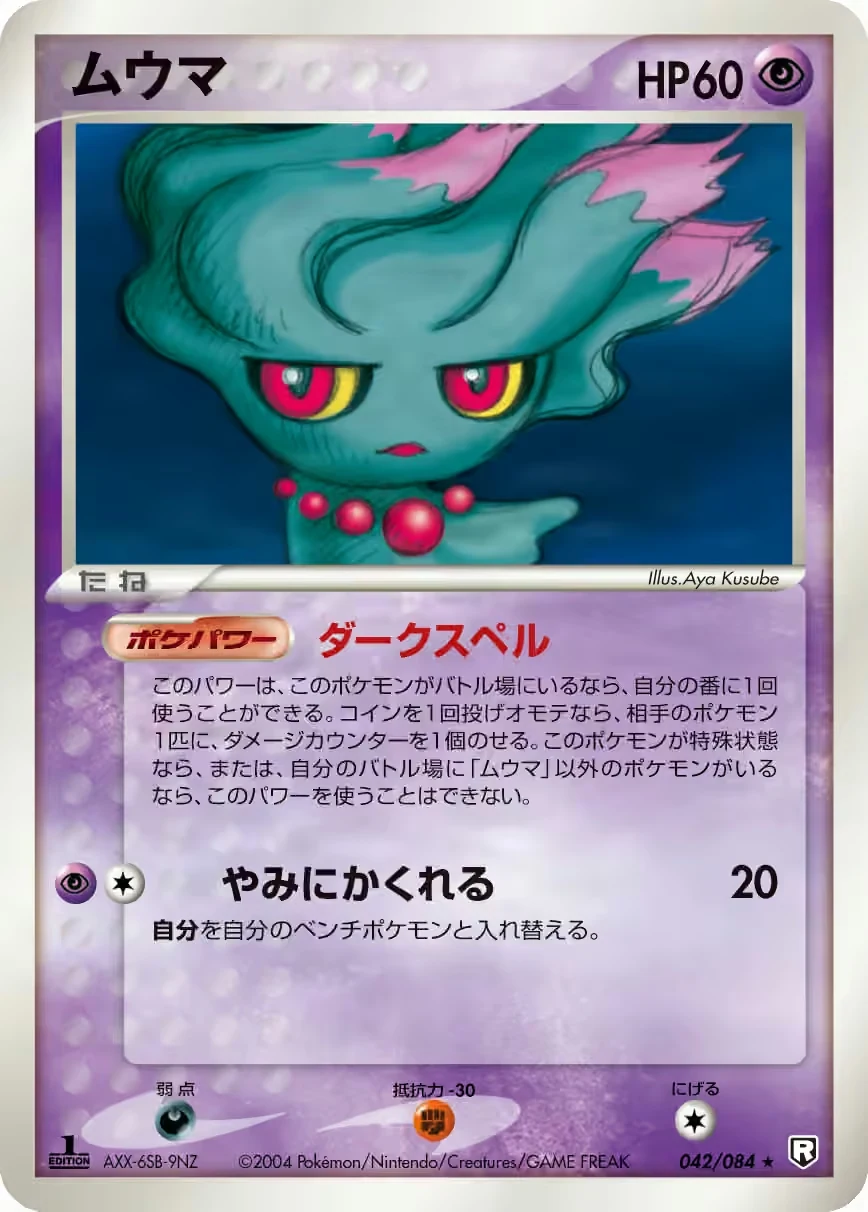 ムウマ
HP60
たね
Illus.Aya Kusube
ポケパワー ダークスペル
このパワーは、このポケモンがバトル場にいるなら、自分の番に1回
使うことができる。コインを1回投げオモテなら、相手のポケモン
1匹に、ダメージカウンターを1個のせる。このポケモンが特殊状態
なら、または、自分のバトル場に「ムウマ」以外のポケモンがいる
なら、このパワーを使うことはできない。
やみにかくれる 20
自分を自分のベンチポケモンと入れ替える。
弱点 抵抗力 -30 にげる
1 EDITION AXX-6SB-9NZ ©2004 Pokémon/Nintendo/Creatures/GAME FREAK 042/084 ★ R